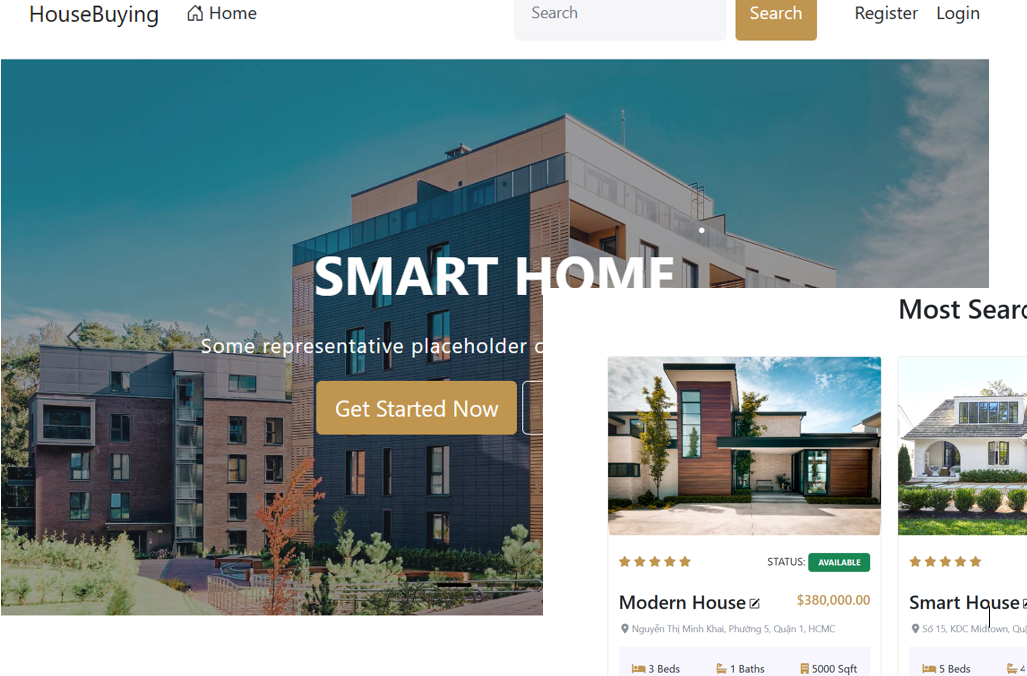 HouseBuying Home Search Search Register Login
SMART HOME
Some representative placeholder
Get Started Now
Most
STATUS: AVAILABLE
Modern House $380,000.00
Nguyễn Thị Minh Khai, Phường 5, Quận 1, HCMC
3 Beds 1 Baths 5000 Sqft
Smart House
Số 15, KDC Midtown,
5 Beds 4